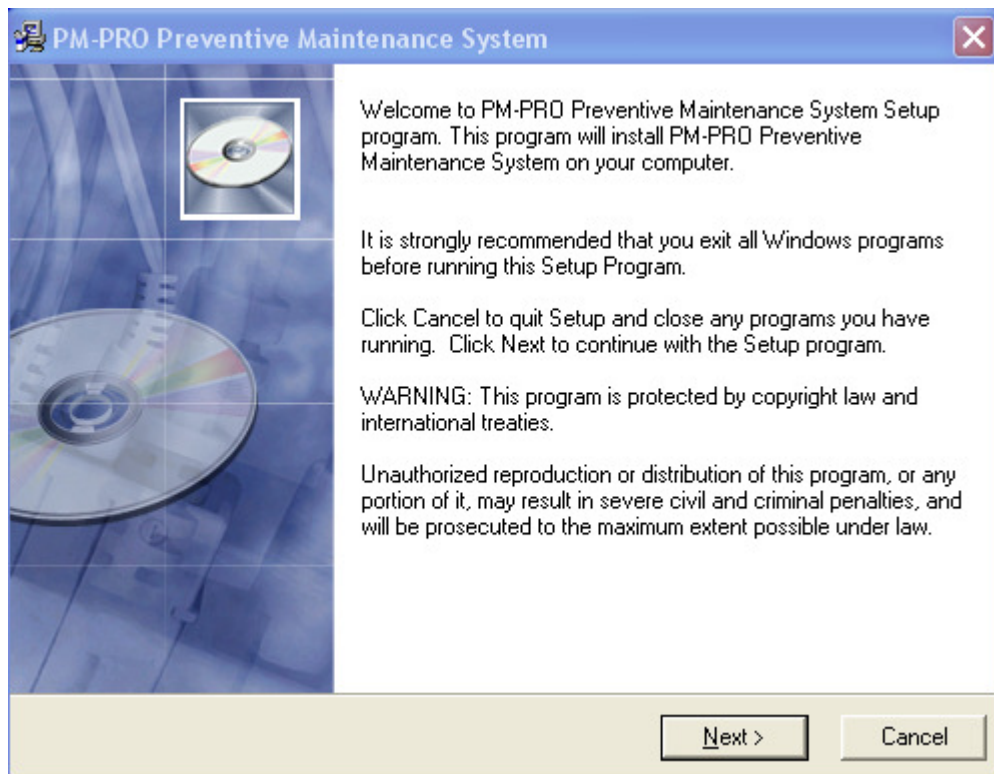 PM-PRO Preventive Maintenance System
Welcome to PM-PRO Preventive Maintenance System Setup
program. This program will install PM-PRO Preventive
Maintenance System on your computer.
It is strongly recommended that you exit all Windows programs
before running this Setup Program.
Click Cancel to quit Setup and close any programs you have
running.  Click Next to continue with the Setup program.
WARNING: This program is protected by copyright law and
international treaties.
Unauthorized reproduction or distribution of this program, or any
portion of it, may result in severe civil and criminal penalties, and
will be prosecuted to the maximum extent possible under law.
Next >
Cancel